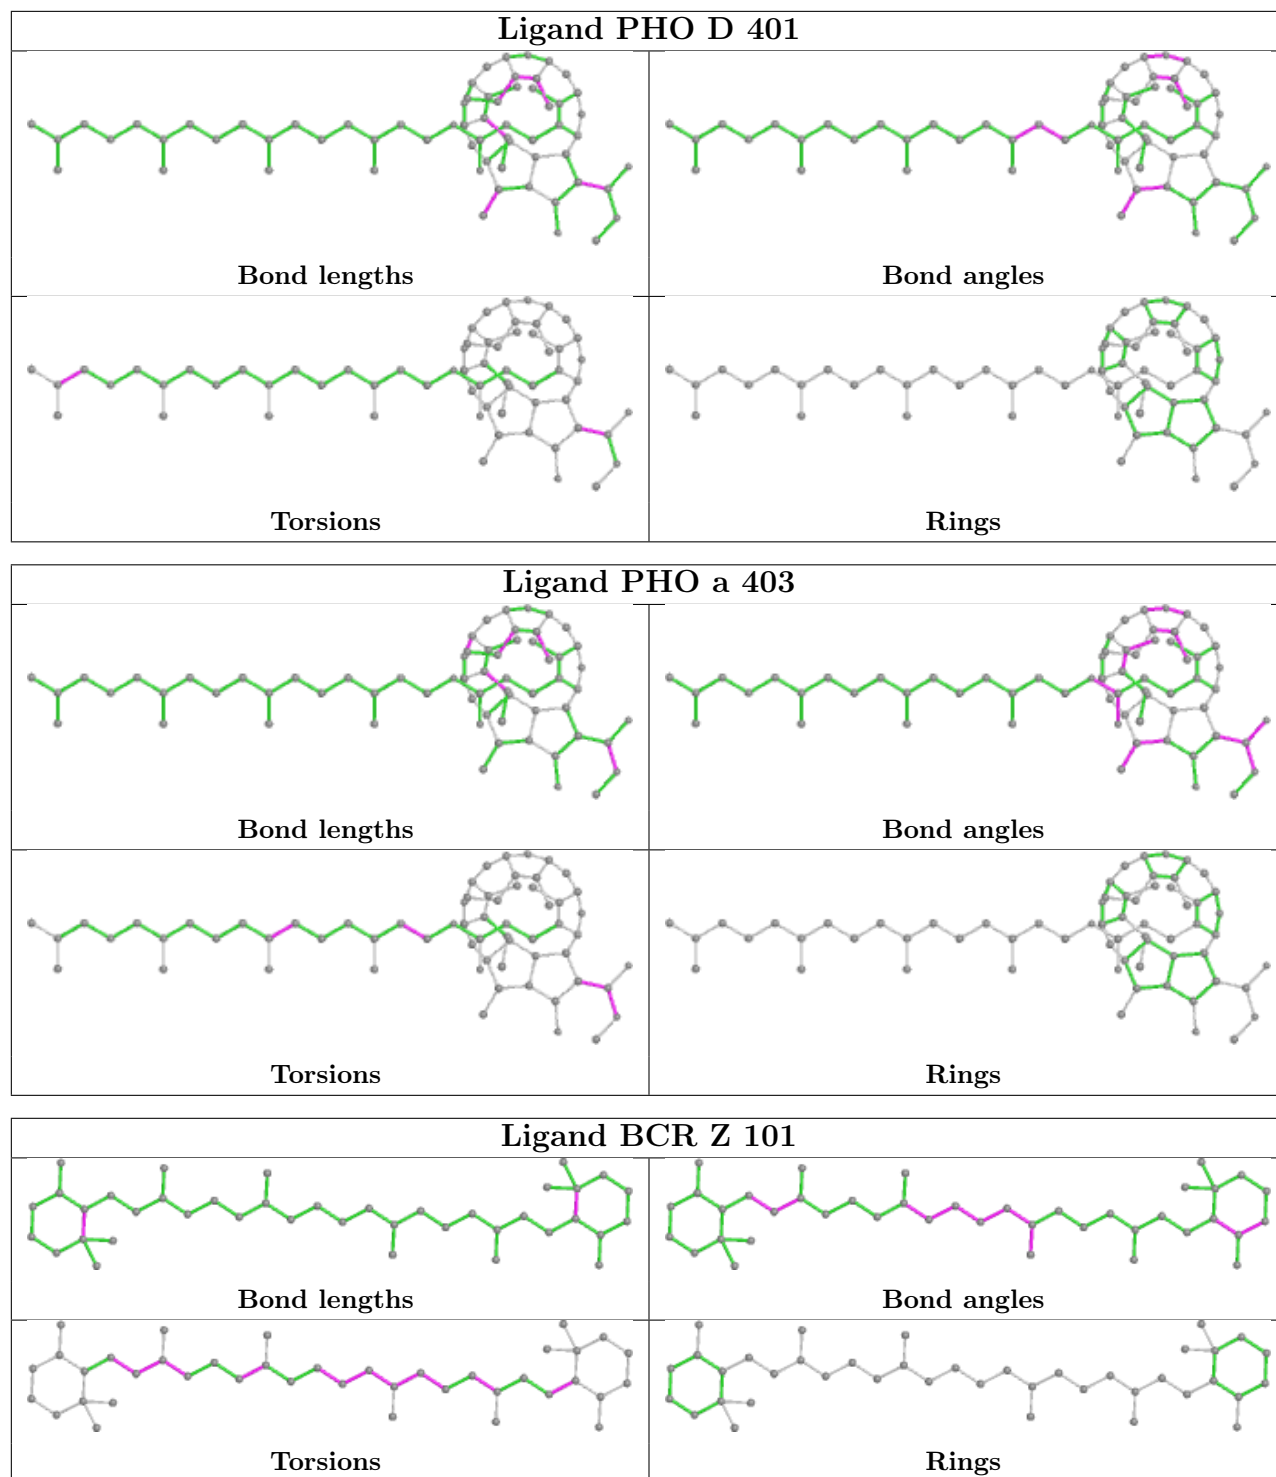 Ligand PHO D 401
Bond lengths
Bond angles
Torsions
Rings
Ligand PHO a 403
Bond lengths
Bond angles
Torsions
Rings
Ligand BCR Z 101
Bond lengths
Bond angles
Torsions
Rings